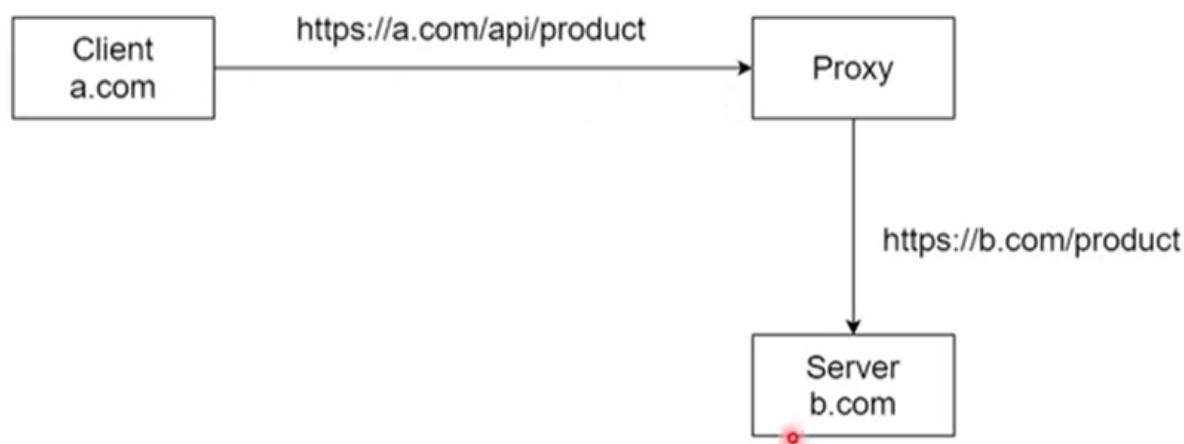 Client
a.com
https://a.com/api/product
Proxy
https://b.com/product
Server
b.com